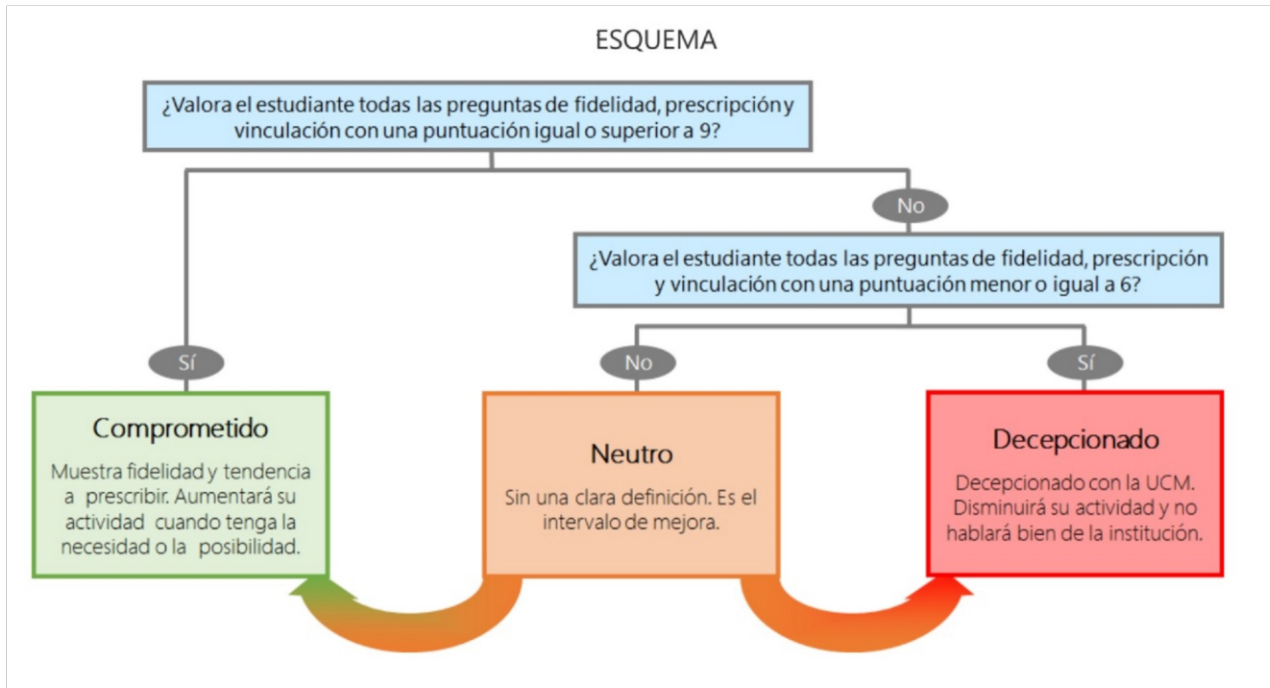 ESQUEMA
¿Valora el estudiante todas las preguntas de fidelidad, prescripción y
vinculación con una puntuación igual o superior a 9?
No
¿Valora el estudiante todas las preguntas de fidelidad, prescripción
y vinculación con una puntuación menor o igual a 6?
Sí
No
Sí
Comprometido
Muestra fidelidad y tendencia
a prescribir. Aumentará su
actividad cuando tenga la
necesidad o la posibilidad.
Neutro
Sin una clara definición. Es el
intervalo de mejora.
Decepcionado
Decepcionado con la UCM.
Disminuirá su actividad y no
hablará bien de la institución.